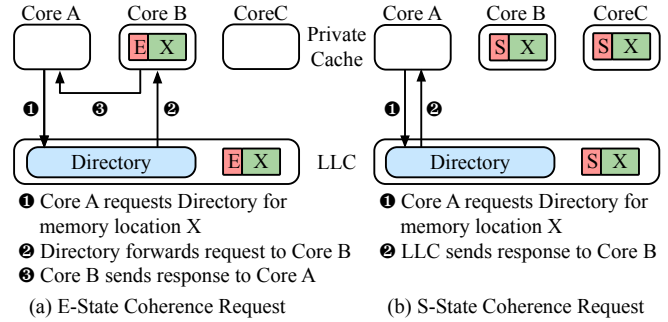 Core A Core B CoreC Private Cache Core A Core B CoreC
E X S X S X
❶ ❸ ❷ ❶ ❷
Directory E X LLC Directory S X
❶ Core A requests Directory for
memory location X
❷ Directory forwards request to Core B
❸ Core B sends response to Core A
(a) E-State Coherence Request
❶ Core A requests Directory for
memory location X
❷ LLC sends response to Core B
(b) S-State Coherence Request